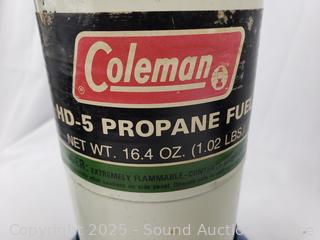 Coleman
HD-5 PROPANE FUEL
NET WT. 16.4 OZ. (1.02 LBS)
EXTREMELY FLAMMABLE
Copyright 2025 - Sound Auction